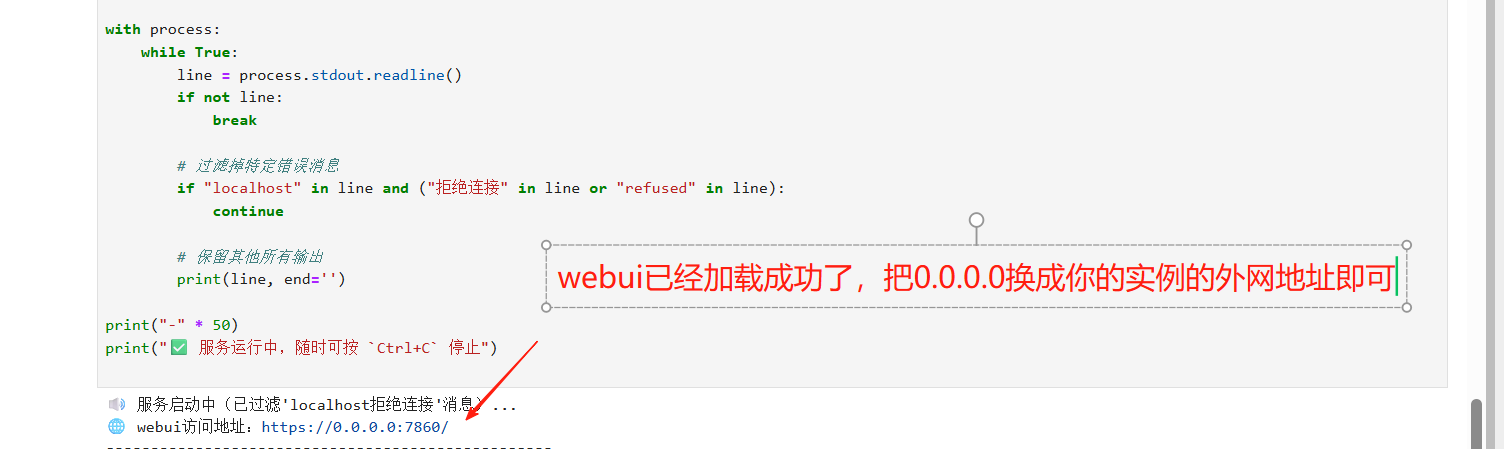 with process:
    while True:
        line = process.stdout.readline()
        if not line:
            break
        # 过滤掉特定错误消息
        if "localhost" in line and ("拒绝连接" in line or "refused" in line):
            continue
        # 保留其他所有输出
        print(line, end='')
webui已经加载成功了，把0.0.0.0换成你的实例的外网地址即可
print("-" * 50)
print("✅ 服务运行中，随时可按 `Ctrl+C` 停止")
🔊 服务启动中（已过滤'localhost拒绝连接'消息）...
🌐 webui访问地址：https://0.0.0.0:7860/
--------------------------------------------------